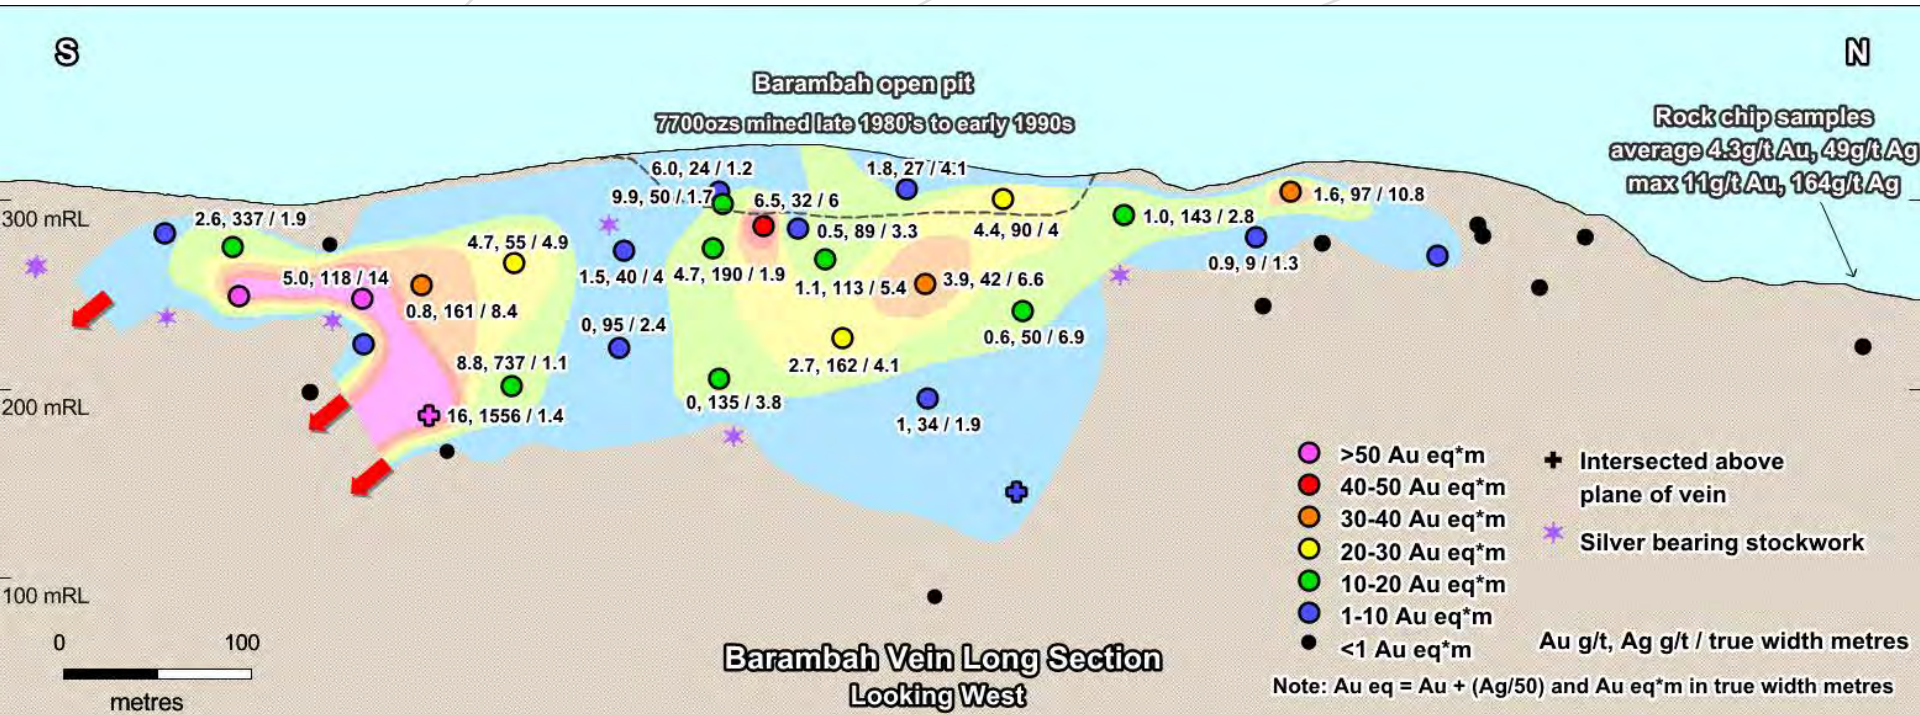 S
N
Barambah open pit
7700ozs mined late 1980's to early 1990s
Rock chip samples
average 4.3g/t Au, 49g/t Ag
max 11g/t Au, 164g/t Ag
6.0, 24 / 1.2
1.8, 27 / 4.1
9.9, 50 / 1.7
6.5, 32 / 6
1.6, 97 / 10.8
300 mRL
2.6, 337 / 1.9
1.0, 143 / 2.8
0.5, 89 / 3.3
4.4, 90 / 4
4.7, 55 / 4.9
0.9, 9 / 1.3
5.0, 118 / 14
1.5, 40 / 4
4.7, 190 / 1.9
1.1, 113 / 5.4
3.9, 42 / 6.6
0.8, 161 / 8.4
0, 95 / 2.4
0.6, 50 / 6.9
8.8, 737 / 1.1
2.7, 162 / 4.1
200 mRL
16, 1556 / 1.4
0, 135 / 3.8
1, 34 / 1.9
100 mRL
0 100
metres
Barambah Vein Long Section
Looking West
>50 Au eq*m
40-50 Au eq*m
30-40 Au eq*m
20-30 Au eq*m
10-20 Au eq*m
1-10 Au eq*m
<1 Au eq*m
Intersected above
plane of vein
Silver bearing stockwork
Au g/t, Ag g/t / true width metres
Note: Au eq = Au + (Ag/50) and Au eq*m in true width metres